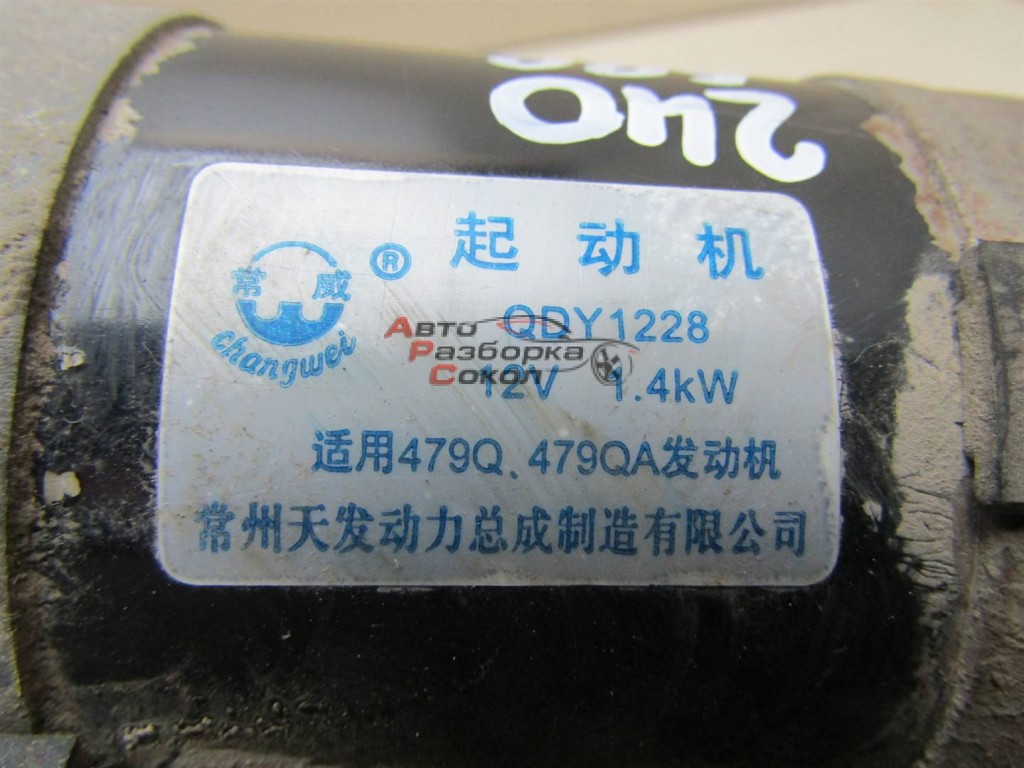 240
常威
Changwei
®
起动机
QDY1228
12V 1.4kW
适用479Q、479QA发动机
常州天发动力总成制造有限公司
Авто
Разборка
Сокол